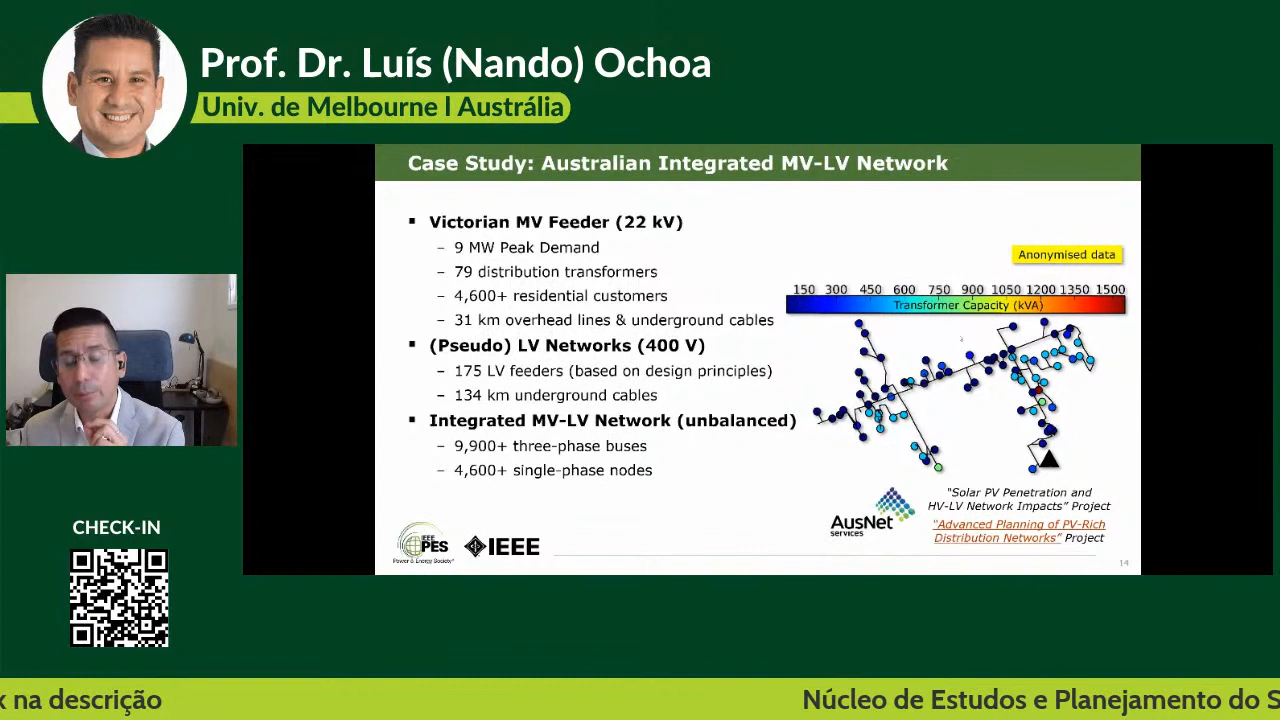 Prof. Dr. Luís (Nando) Ochoa
Univ. de Melbourne l Austrália
Case Study: Australian Integrated MV-LV Network
▪ Victorian MV Feeder (22 kV)
– 9 MW Peak Demand
– 79 distribution transformers
– 4,600+ residential customers
– 31 km overhead lines & underground cables
▪ (Pseudo) LV Networks (400 V)
– 175 LV feeders (based on design principles)
– 134 km underground cables
▪ Integrated MV-LV Network (unbalanced)
– 9,900+ three-phase buses
– 4,600+ single-phase nodes
Anonymised data
150 300 450 600 750 900 1050 1200 1350 1500
Transformer Capacity (kVA)
AusNet
services
"Solar PV Penetration and
HV-LV Network Impacts" Project
"Advanced Planning of PV-Rich
Distribution Networks" Project
IEEE
PES
Power & Energy Society®
IEEE
14
CHECK-IN
k na descrição
Núcleo de Estudos e Planejamento do S